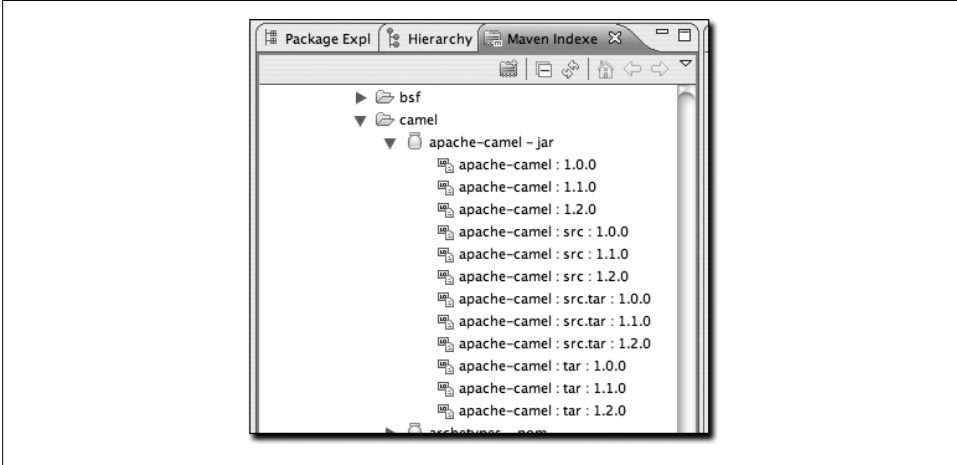 Package Expl Hierarchy Maven Indexe
bsf
camel
apache-camel – jar
apache-camel : 1.0.0
apache-camel : 1.1.0
apache-camel : 1.2.0
apache-camel : src : 1.0.0
apache-camel : src : 1.1.0
apache-camel : src : 1.2.0
apache-camel : src.tar : 1.0.0
apache-camel : src.tar : 1.1.0
apache-camel : src.tar : 1.2.0
apache-camel : tar : 1.0.0
apache-camel : tar : 1.1.0
apache-camel : tar : 1.2.0
archetypes – pom